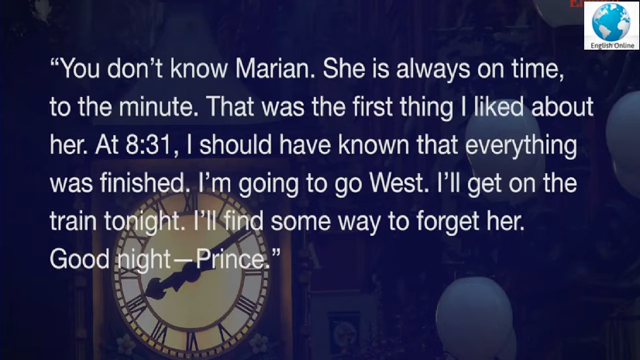 “You don’t know Marian. She is always on time,
to the minute. That was the first thing I liked about
her. At 8:31, I should have known that everything
was finished. I’m going to go West. I’ll get on the
train tonight. I’ll find some way to forget her.
Good night—Prince.”
English Online